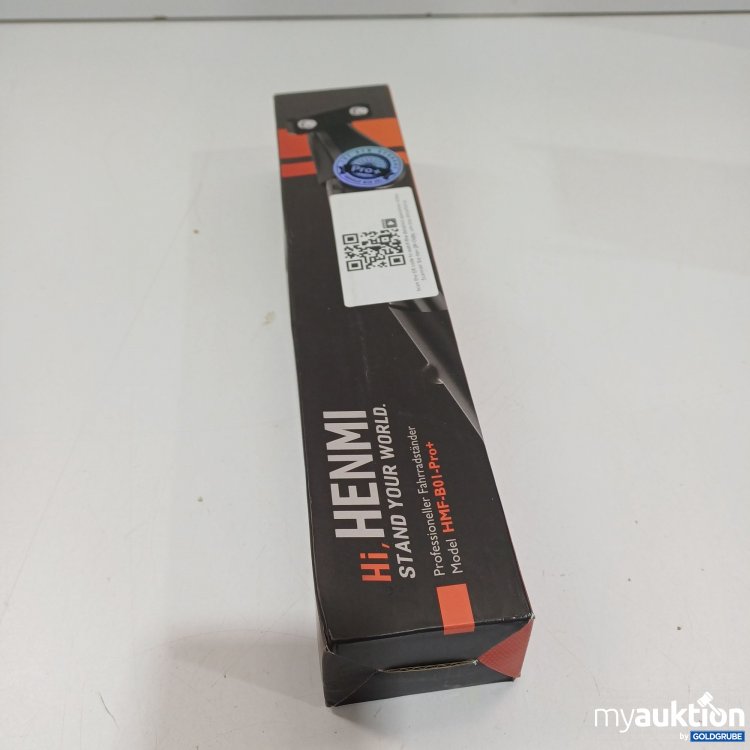 Pro+
Hi, HENMI
STAND YOUR WORLD.
Professioneller Fahrradständer
Model HMF-B01-Pro+
myauktion
by GOLDGRUBE